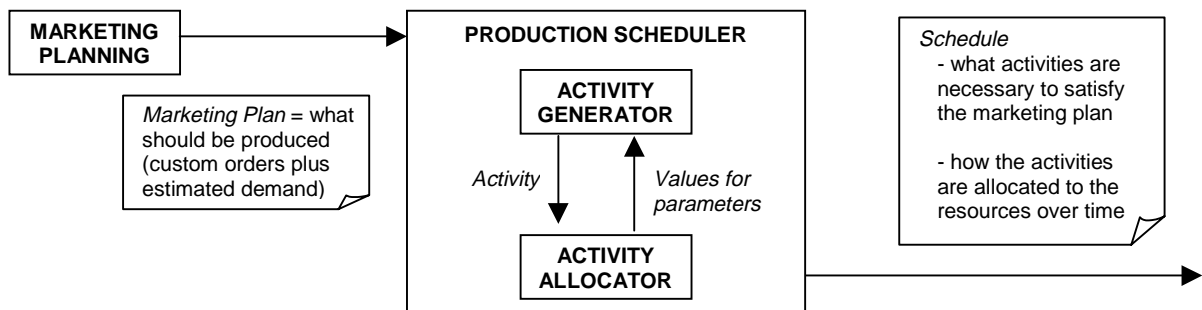 MARKETING
PLANNING
Marketing Plan = what
should be produced
(custom orders plus
estimated demand)
PRODUCTION SCHEDULER
ACTIVITY
GENERATOR
Activity
Values for
parameters
ACTIVITY
ALLOCATOR
Schedule
- what activities are
necessary to satisfy
the marketing plan
- how the activities
are allocated to the
resources over time